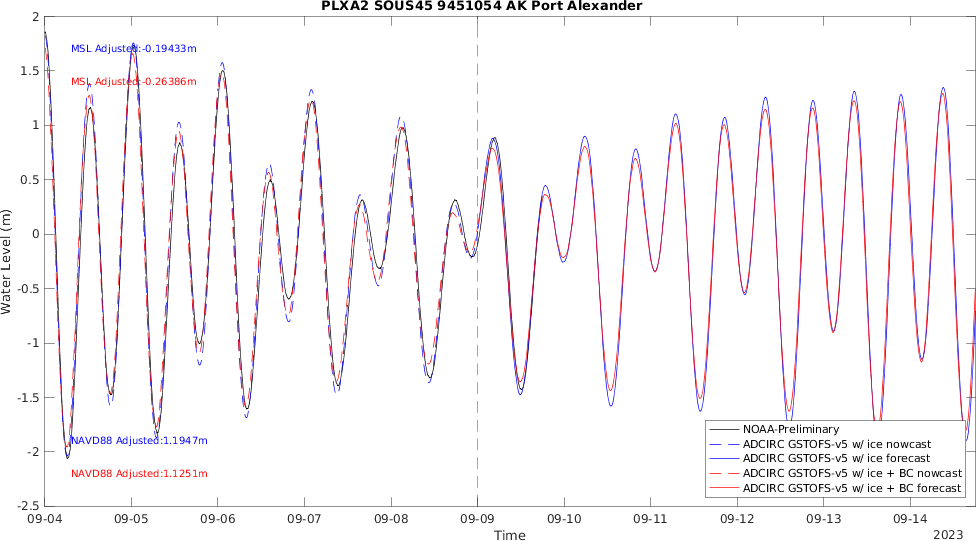 PLXA2 SOUS45 9451054 AK Port Alexander
MSL Adjusted:-0.19433m
MSL Adjusted:-0.26386m
NAVD88 Adjusted:1.1947m
NAVD88 Adjusted:1.1251m
Water Level (m)
2
1.5
1
0.5
0
-0.5
-1
-1.5
-2
-2.5
NOAA-Preliminary
ADCIRC GSTOFS-v5 w/ ice nowcast
ADCIRC GSTOFS-v5 w/ ice forecast
ADCIRC GSTOFS-v5 w/ ice + BC nowcast
ADCIRC GSTOFS-v5 w/ ice + BC forecast
09-04 09-05 09-06 09-07 09-08 09-09 09-10 09-11 09-12 09-13 09-14
Time
2023